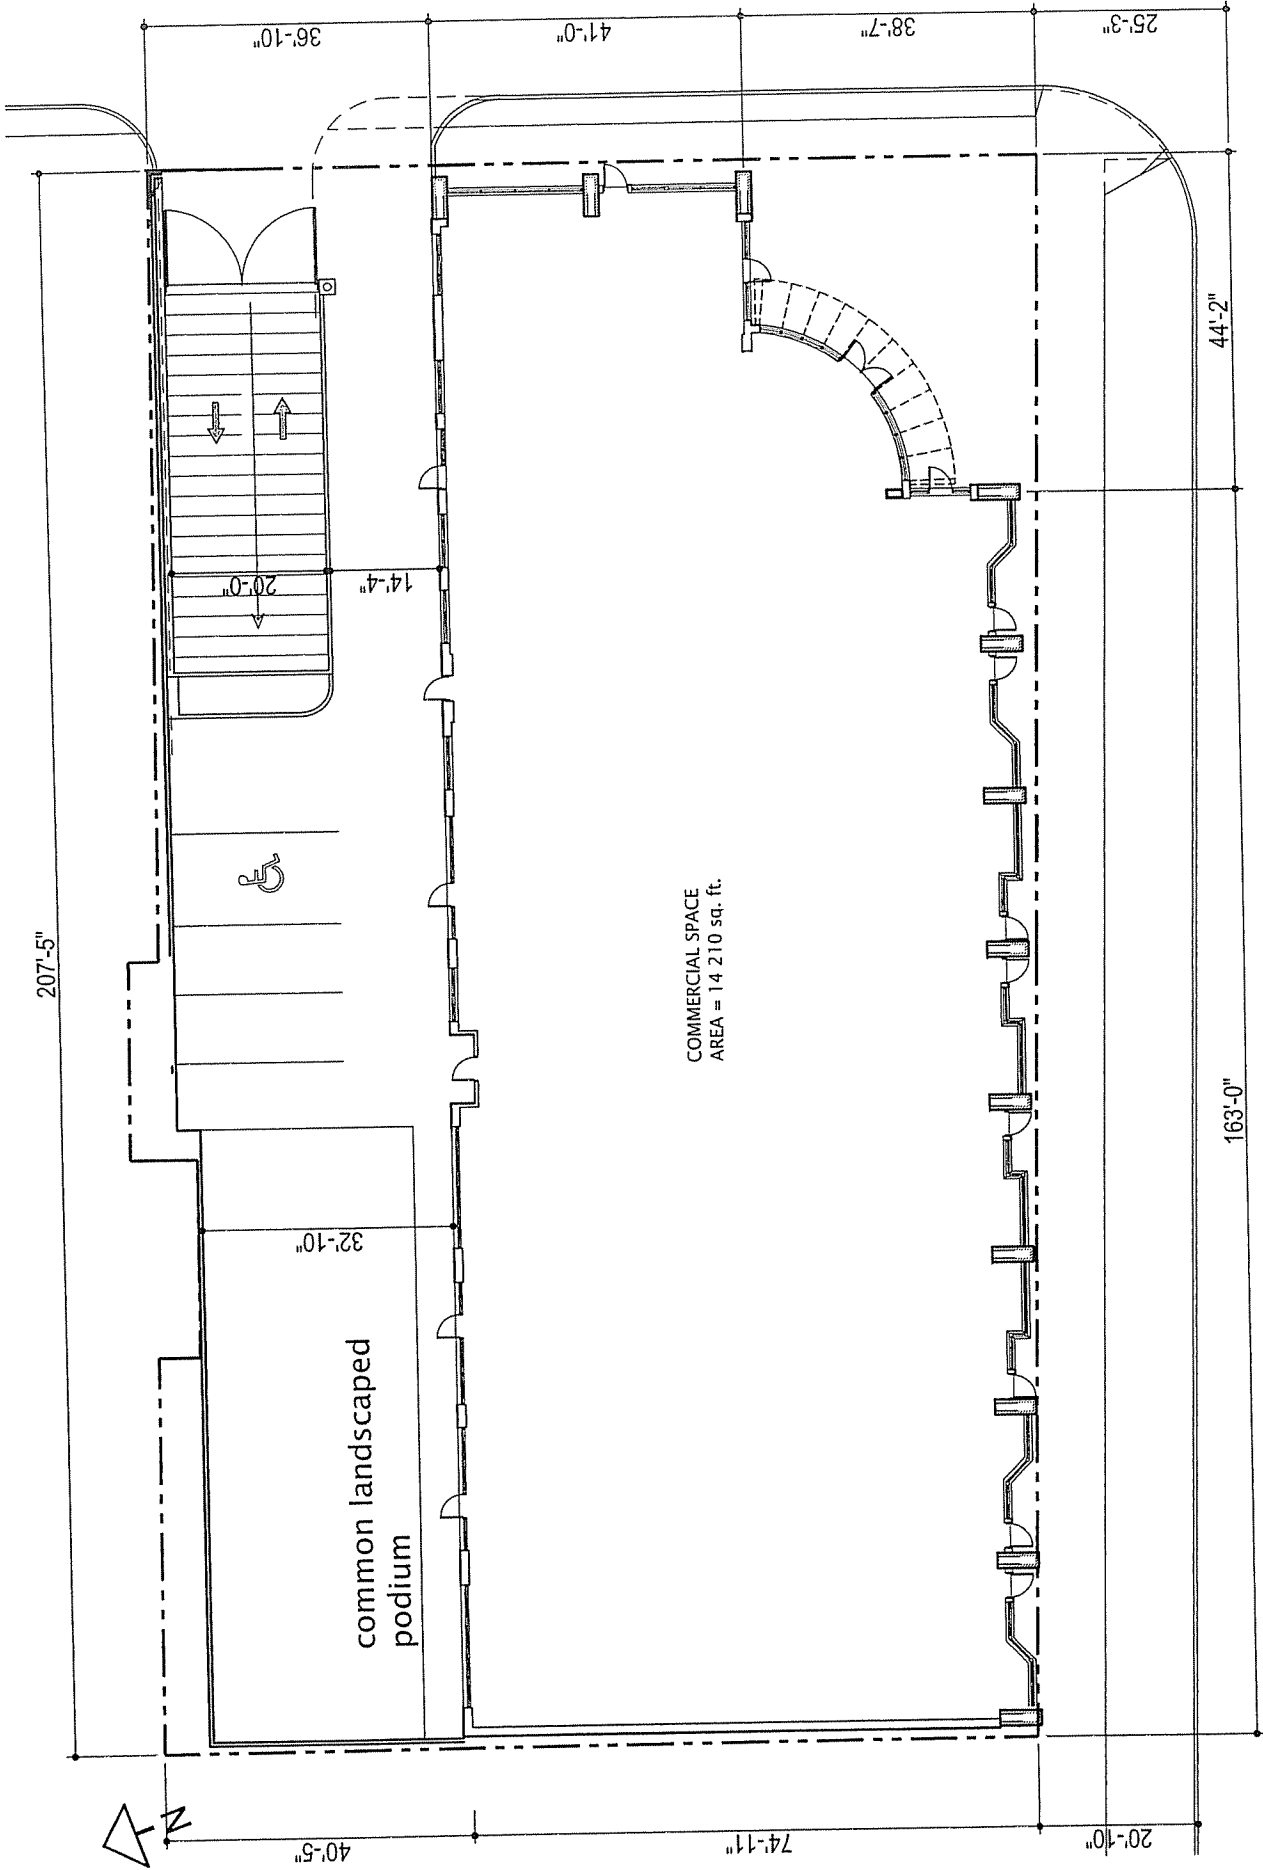 36'-10"
41'-0"
38'-7"
25'-3"
207'-5"
44'-2"
20'-0"
14'-4"
COMMERCIAL SPACE
AREA = 14 210 sq. ft.
163'-0"
32'-10"
common landscaped
podium
N
40'-5"
74'-11"
20'-10"